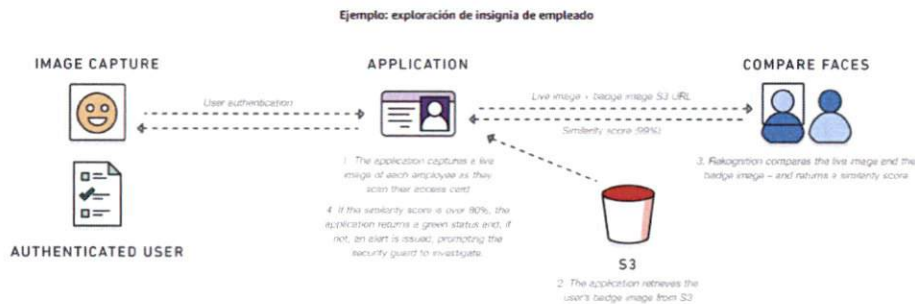 Ejemplo: exploración de insignia de empleado
IMAGE CAPTURE
APPLICATION
COMPARE FACES
User authentication
Live image + badge image S3 URL
Similarity score (99%)
1. The application captures a live
image of each employee as they
scan their access card
4. If the similarity score is over 90%, the
application returns a green status and, if
not, an alert is issued, prompting the
security guard to investigate.
3. Rekognition compares the live image and the
badge image – and returns a similarity score
AUTHENTICATED USER
S3
2. The application retrieves the
user's badge image from S3